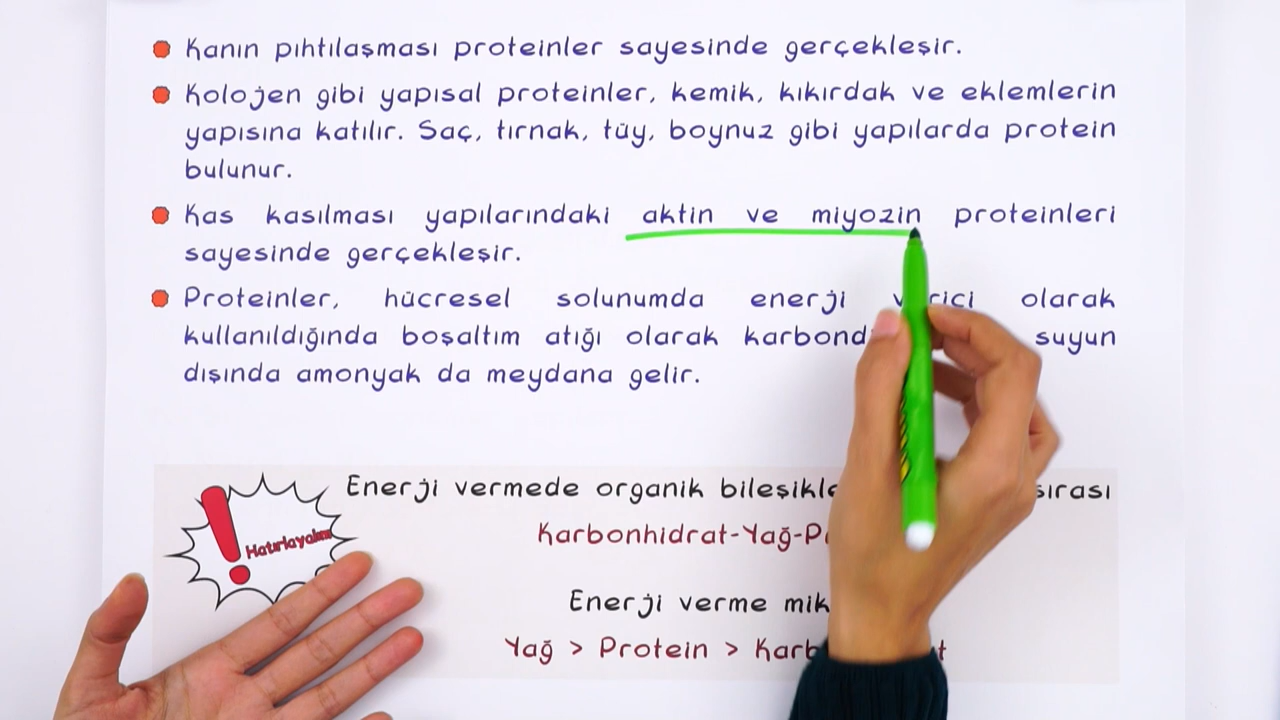 Kanın pıhtılaşması proteinler sayesinde gerçekleşir.
Kolojen gibi yapısal proteinler, kemik, kıkırdak ve eklemlerin
yapısına katılır. Saç, tırnak, tüy, boynuz gibi yapılarda protein
bulunur.
Kas kasılması yapılarındaki aktin ve miyozin proteinleri
sayesinde gerçekleşir.
Proteinler, hücresel solunumda enerji olarak
kullanıldığında boşaltım atığı olarak suyun
dışında amonyak da meydana gelir.
Hatırlayalım
Enerji vermede organik sırası
Karbonhidrat-Yağ-
Enerji verme
Yağ > Protein >